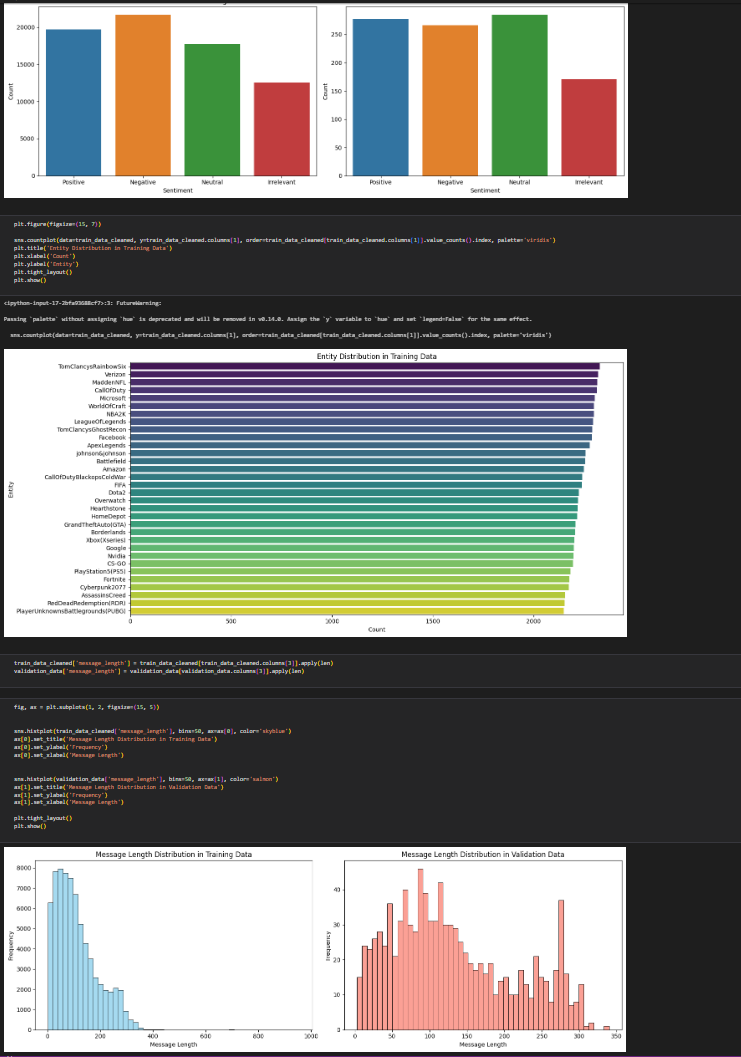 20000
15000
10000
5000
0
Count
Positive
Negative
Neutral
Irrelevant
Sentiment
250
200
150
100
50
0
Count
Positive
Negative
Neutral
Irrelevant
Sentiment
plt.figure(figsize=(15, 7))
sns.countplot(data=train_data_cleaned, y=train_data_cleaned.columns[1], order=train_data_cleaned[train_data_cleaned.columns[1]].value_counts().index, palette='viridis')
plt.title('Entity Distribution in Training Data')
plt.xlabel('Count')
plt.ylabel('Entity')
plt.tight_layout()
plt.show()
<ipython-input-17-2bfa93688cf7>:3: FutureWarning:
Passing `palette` without assigning `hue` is deprecated and will be removed in v0.14.0. Assign the `y` variable to `hue` and set `legend=False` for the same effect.
sns.countplot(data=train_data_cleaned, y=train_data_cleaned.columns[1], order=train_data_cleaned[train_data_cleaned.columns[1]].value_counts().index, palette='viridis')
Entity Distribution in Training Data
TomClancysRainbowSix
Verizon
MaddenNFL
CallOfDuty
Microsoft
WorldOfCraft
NBA2K
LeagueOfLegends
TomClancysGhostRecon
Facebook
ApexLegends
johnson&johnson
Battlefield
Amazon
CallOfDutyBlackopsColdWar
FIFA
Dota2
Overwatch
Hearthstone
HomeDepot
GrandTheftAuto(GTA)
Borderlands
Xbox(Xseries)
Google
Nvidia
CS-GO
PlayStation5(PS5)
Fortnite
Cyberpunk2077
AssassinsCreed
RedDeadRedemption(RDR)
PlayerUnknownsBattlegrounds(PUBG)
Entity
0 500 1000 1500 2000
Count
train_data_cleaned['message_length'] = train_data_cleaned[train_data_cleaned.columns[3]].apply(len)
validation_data['message_length'] = validation_data[validation_data.columns[3]].apply(len)
fig, ax = plt.subplots(1, 2, figsize=(15, 5))
sns.histplot(train_data_cleaned['message_length'], bins=50, ax=ax[0], color='skyblue')
ax[0].set_title('Message Length Distribution in Training Data')
ax[0].set_ylabel('Frequency')
ax[0].set_xlabel('Message Length')
sns.histplot(validation_data['message_length'], bins=50, ax=ax[1], color='salmon')
ax[1].set_title('Message Length Distribution in Validation Data')
ax[1].set_ylabel('Frequency')
ax[1].set_xlabel('Message Length')
plt.tight_layout()
plt.show()
Message Length Distribution in Training Data
8000
7000
6000
5000
4000
3000
2000
1000
0
Frequency
0 200 400 600 800 1000
Message Length
Message Length Distribution in Validation Data
40
30
20
10
0
Frequency
0 50 100 150 200 250 300 350
Message Length